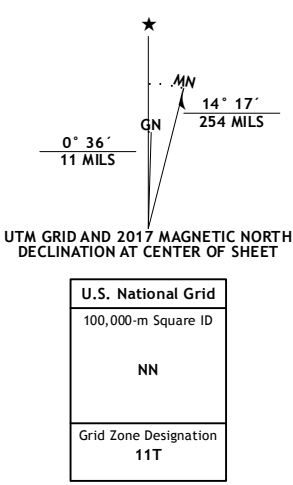 ★
MN
GN
14° 17´
254 MILS
0° 36´
11 MILS
UTM GRID AND 2017 MAGNETIC NORTH
DECLINATION AT CENTER OF SHEET
U.S. National Grid
100,000-m Square ID
NN
Grid Zone Designation
11T